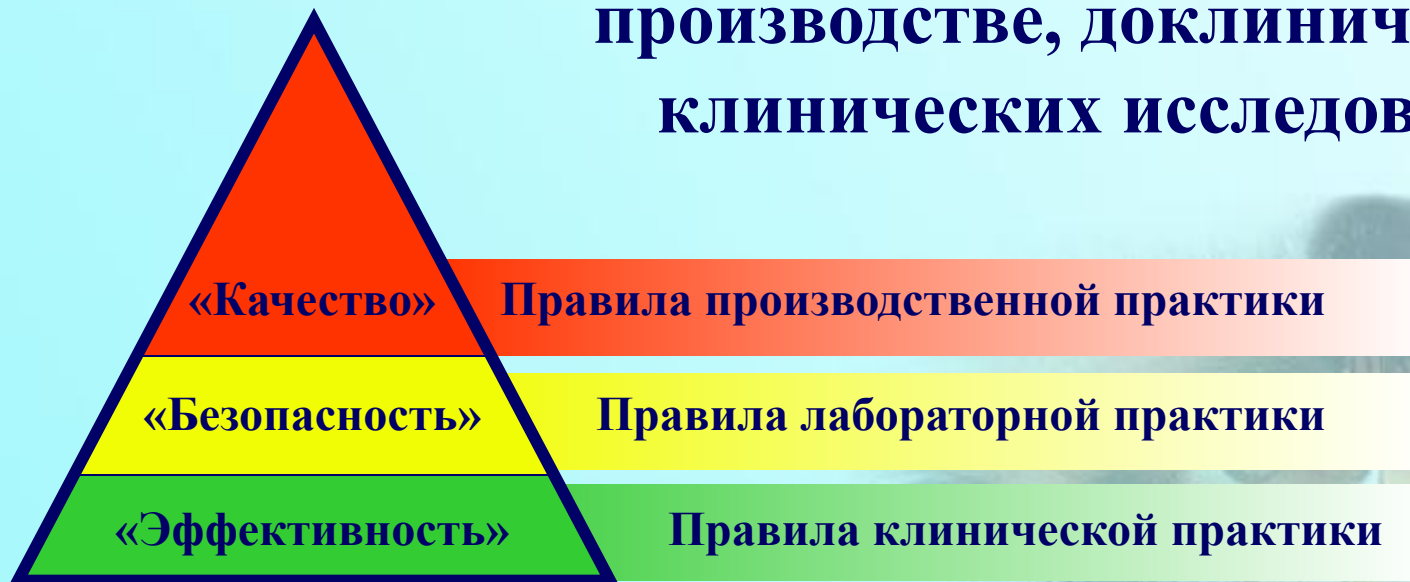 производстве, доклинич
клинических исследов
«Качество» Правила производственной практики
«Безопасность» Правила лабораторной практики
«Эффективность» Правила клинической практики